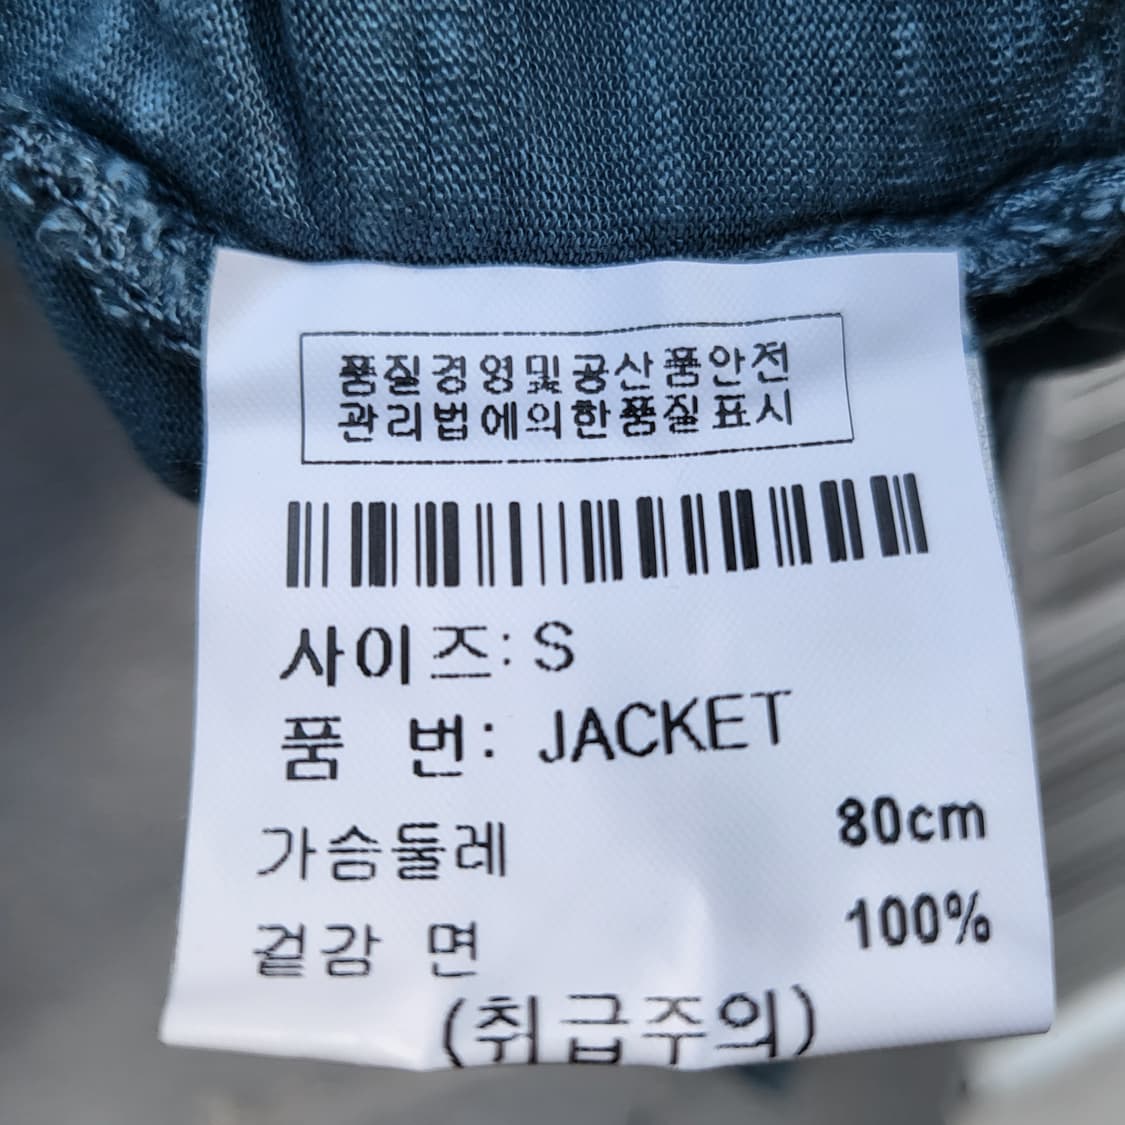 품질경영및공산품안전
관리법에의한품질표시
사이즈: S
품 번: JACKET
가슴둘레 80cm
겉감 면 100%
(취급주의)